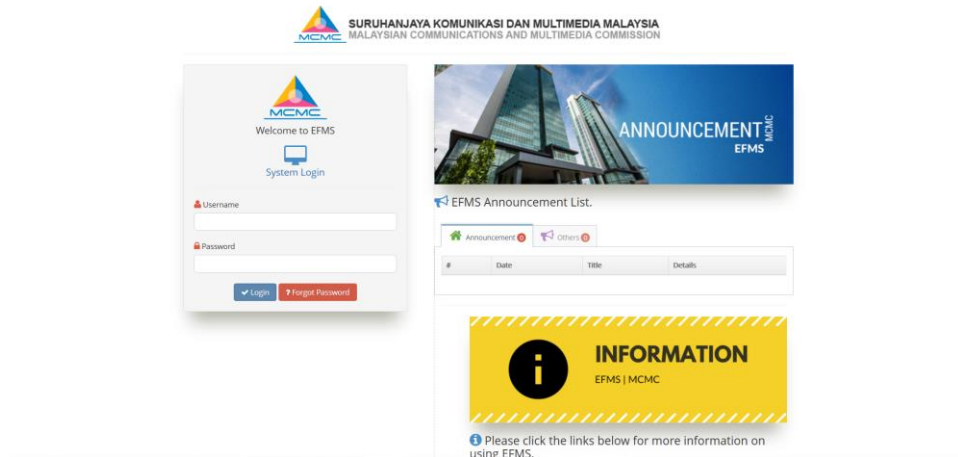 MCMC
SURUHANJAYA KOMUNIKASI DAN MULTIMEDIA MALAYSIA
MALAYSIAN COMMUNICATIONS AND MULTIMEDIA COMMISSION
MCMC
Welcome to EFMS
System Login
Username
Password
Login
? Forgot Password
ANNOUNCEMENT
MCMC
EFMS
EFMS Announcement List.
Announcement 0
Others 0
# Date Title Details
i INFORMATION
EFMS | MCMC
Please click the links below for more information on
using EFMS.